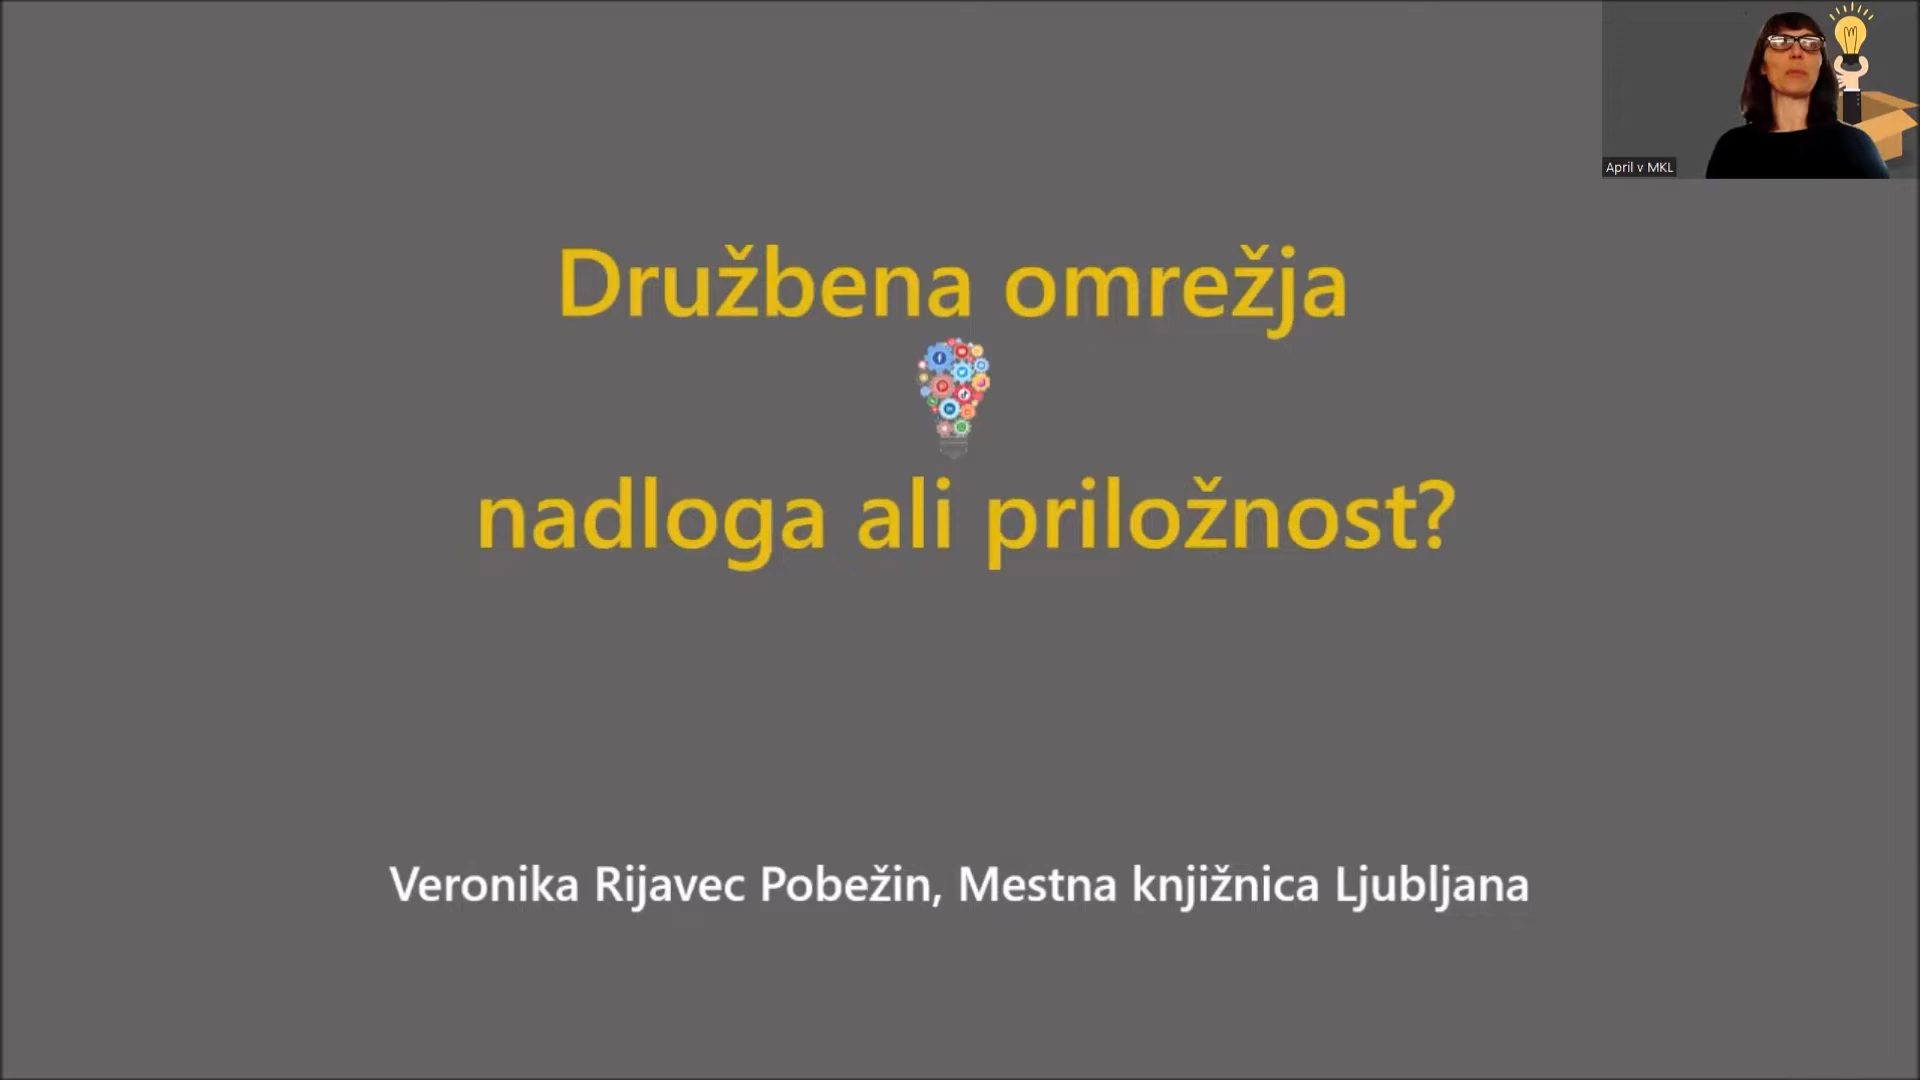 April v MKL
Družbena omrežja
nadloga ali priložnost?
Veronika Rijavec Pobežin, Mestna knjižnica Ljubljana